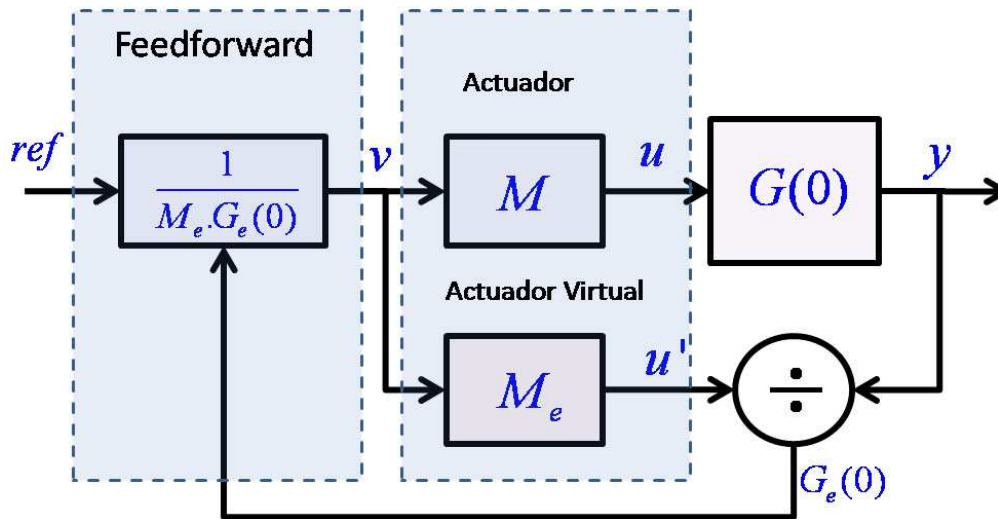 Feedforward
Actuador
ref
1
M_e.G_e(0)
v
M
u
G(0)
y
Actuador Virtual
M_e
u'
÷
G_e(0)